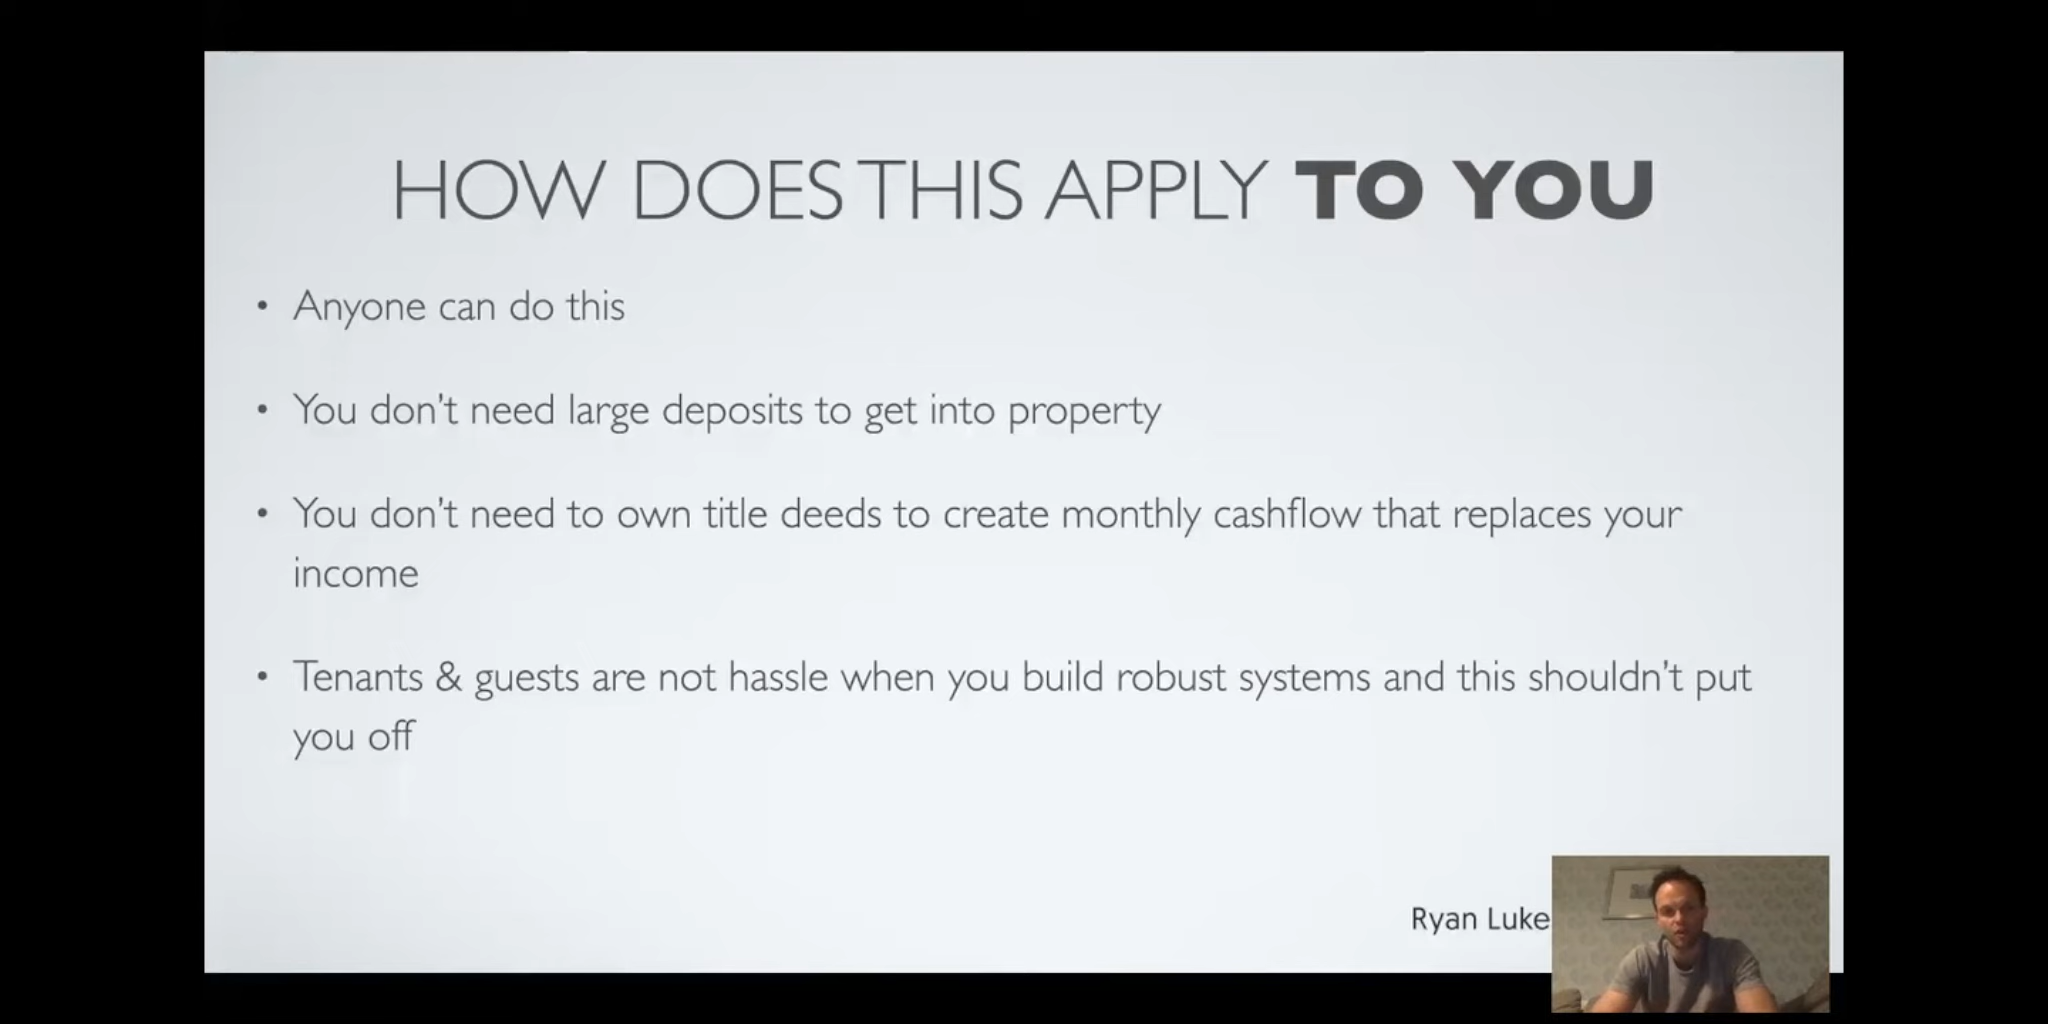 HOW DOES THIS APPLY TO YOU
• Anyone can do this
• You don't need large deposits to get into property
• You don't need to own title deeds to create monthly cashflow that replaces your
income
• Tenants & guests are not hassle when you build robust systems and this shouldn't put
you off
Ryan Luke